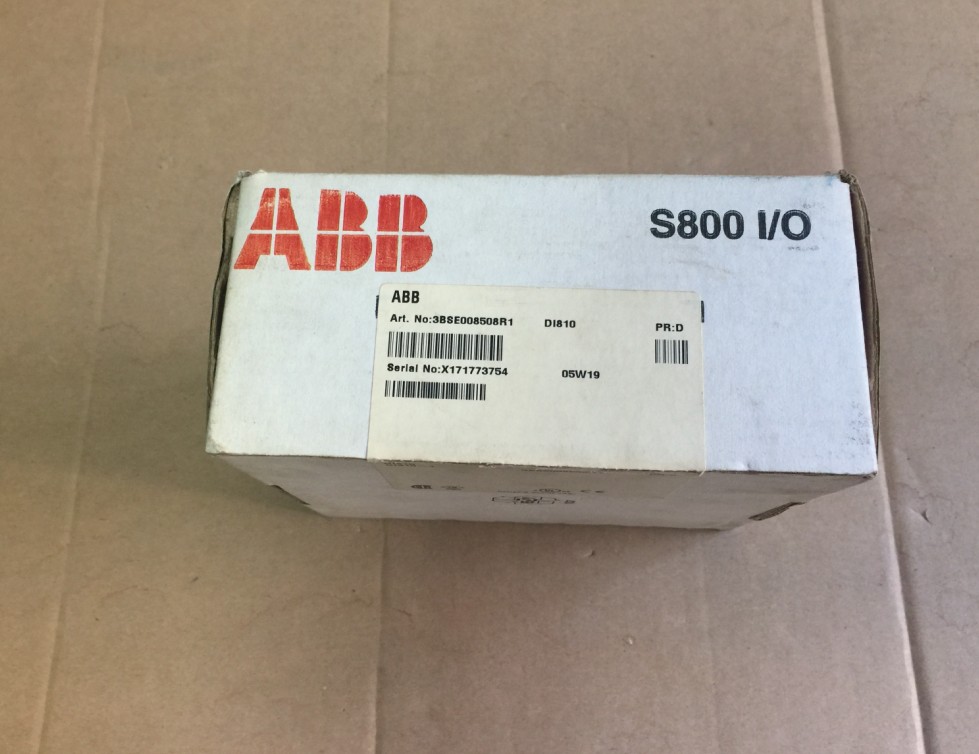 ABB
S800 I/O
ABB
Art. No:3BSE008508R1 DI810 PR:D
Serial No:X171773754 05W19